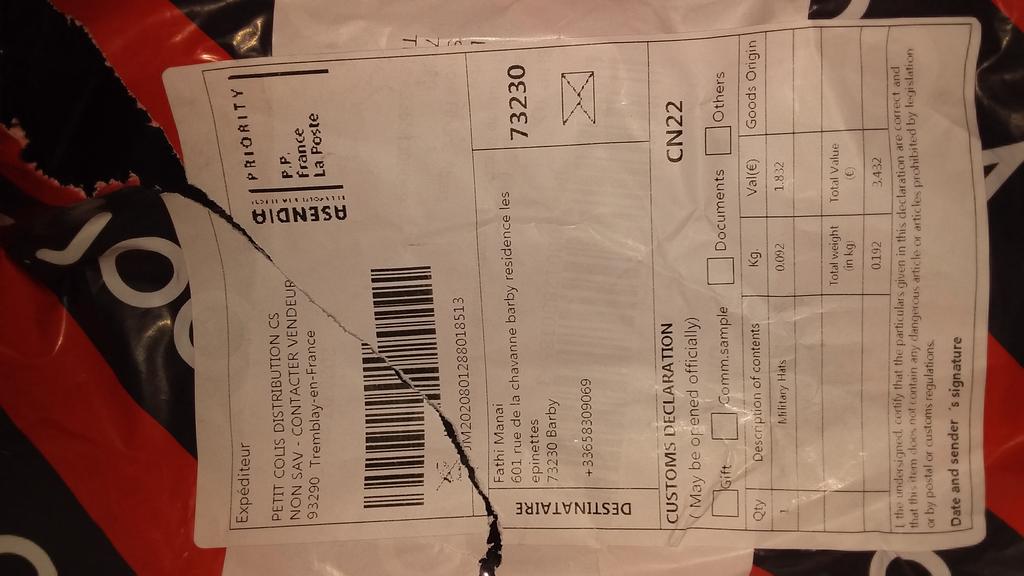 Expéditeur
PETIT COLIS DISTRIBUTION CS
NON SAV - CONTACTER VENDEUR
93290 Tremblay-en-France
ASENDIA
PRIORITY
P.P.
France
La Poste
JM2020801288018513
DESTINATAIRE
Fathi Manai
601 rue de la chavanne barby residence les
epinettes
73230 Barby
+33658309069
73230
CUSTOMS DECLARATION
CN22
(May be opened officially)
Gift Comm.sample Documents Others
Qty Description of contents Kg. Val(€) Goods Origin
1 Military Hats 0.092 1.832
Total weight (in kg) Total Value (€)
0.192 3.432
I, the undersigned, certify that the particulars given in this declaration are correct and
that this item does not contain any dangerous article or articles prohibited by legislation
or by postal or customs regulations.
Date and sender´s signature